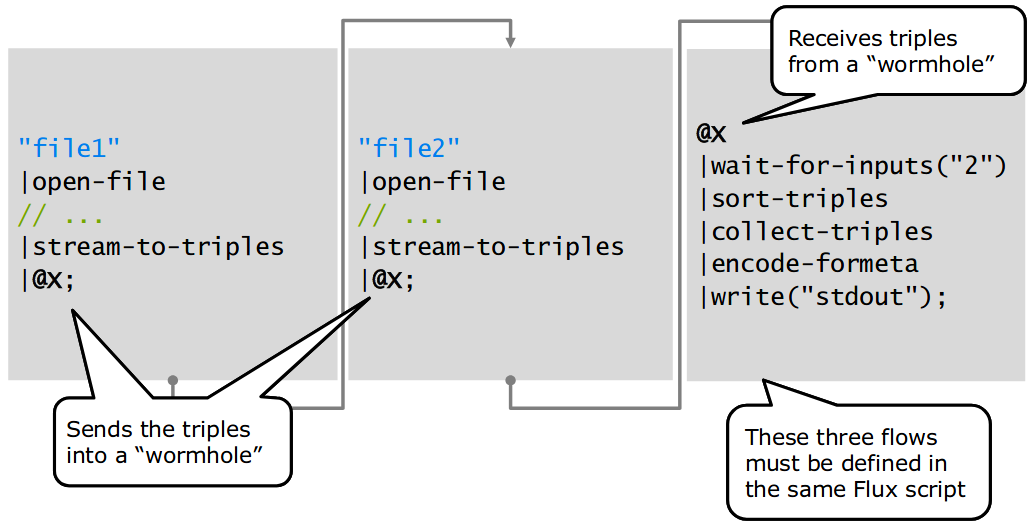 "file1"
|open-file
// ...
|stream-to-triples
|@x;
Sends the triples
into a “wormhole”
"file2"
|open-file
// ...
|stream-to-triples
|@x;
Receives triples
from a “wormhole”
@x
|wait-for-inputs("2")
|sort-triples
|collect-triples
|encode-formeta
|write("stdout");
These three flows
must be defined in
the same Flux script